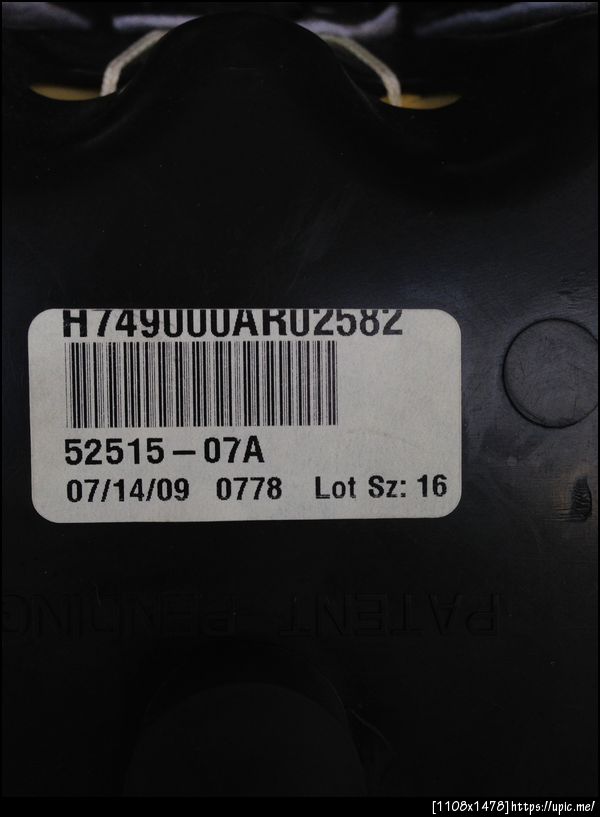 H749000AR02582
52515-07A
07/14/09 0778 Lot Sz: 16
PATENT PENDING
[1108x1478]https://upic.me/